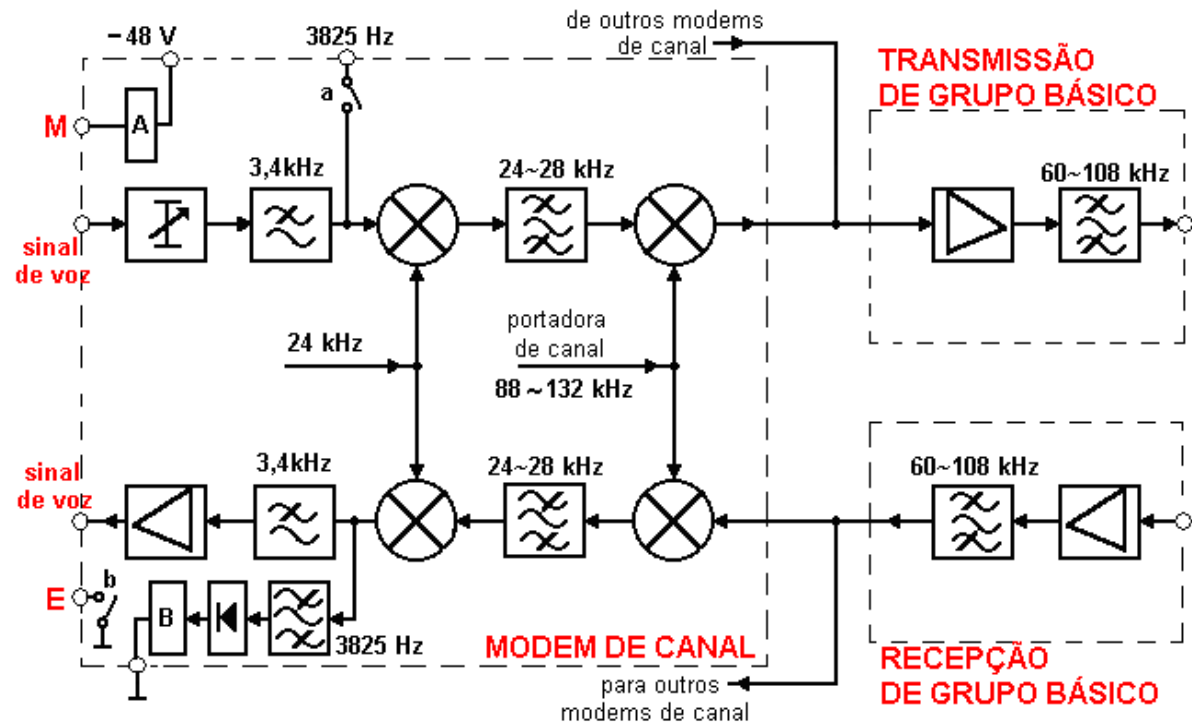 de outros modems
de canal
− 48 V
3825 Hz
TRANSMISSÃO
DE GRUPO BÁSICO
a
M
A
3,4kHz
24~28 kHz
60~108 kHz
sinal
de voz
24 kHz
portadora
de canal
88 ~ 132 kHz
sinal
de voz
3,4kHz
24~28 kHz
60~108 kHz
E
b
B
3825 Hz
MODEM DE CANAL
RECEPÇÃO
DE GRUPO BÁSICO
para outros
modems de canal